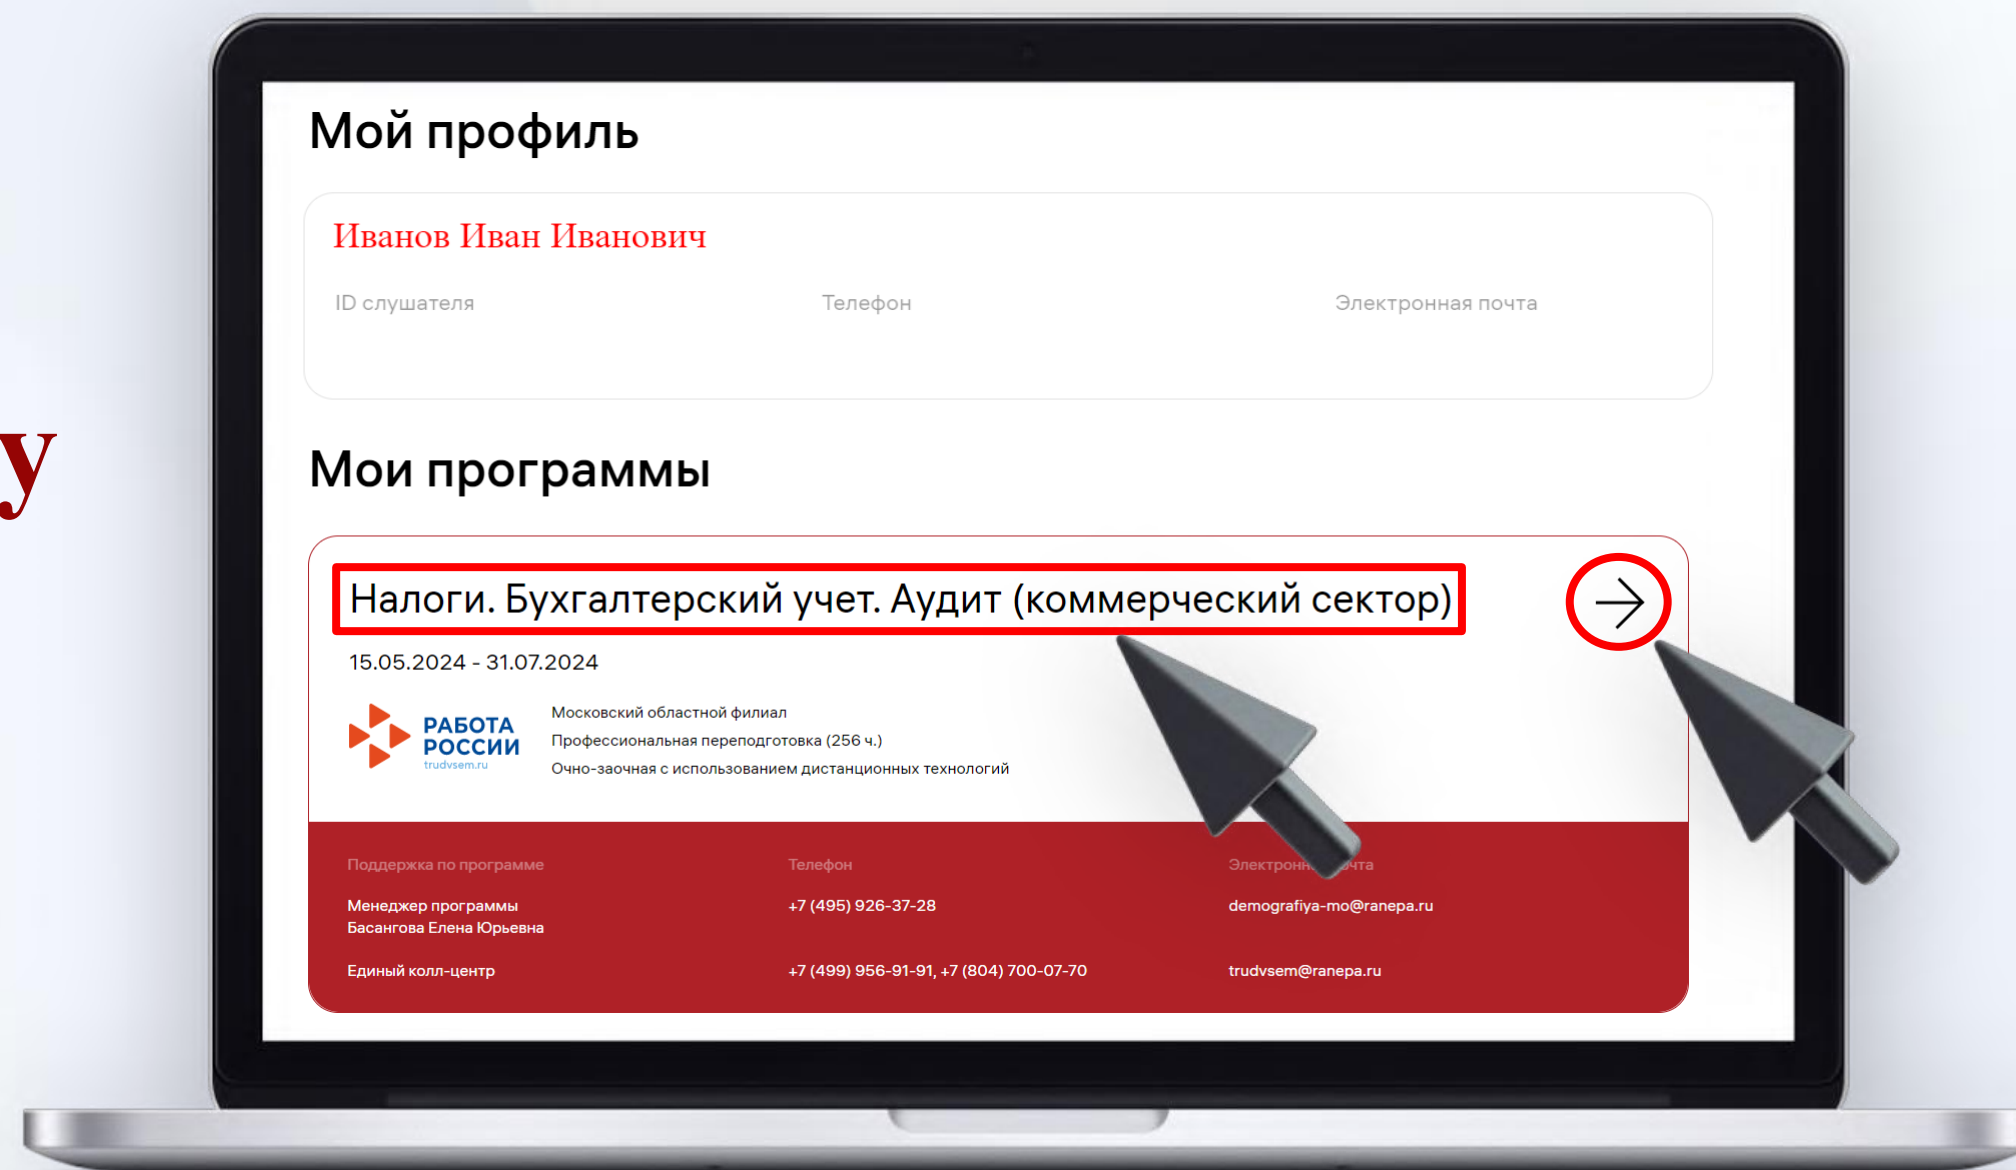 у
Мой профиль
Иванов Иван Иванович
ID слушателя Телефон Электронная почта
Мои программы
Налоги. Бухгалтерский учет. Аудит (коммерческий сектор)
15.05.2024 - 31.07.2024
РАБОТА
РОССИИ
trudvsem.ru
Московский областной филиал
Профессиональная переподготовка (256 ч.)
Очно-заочная с использованием дистанционных технологий
Поддержка по программе Телефон
Менеджер программы +7 (495) 926-37-28 demografiya-mo@ranepa.ru
Басангова Елена Юрьевна
Единый колл-центр +7 (499) 956-91-91, +7 (804) 700-07-70 trudvsem@ranepa.ru